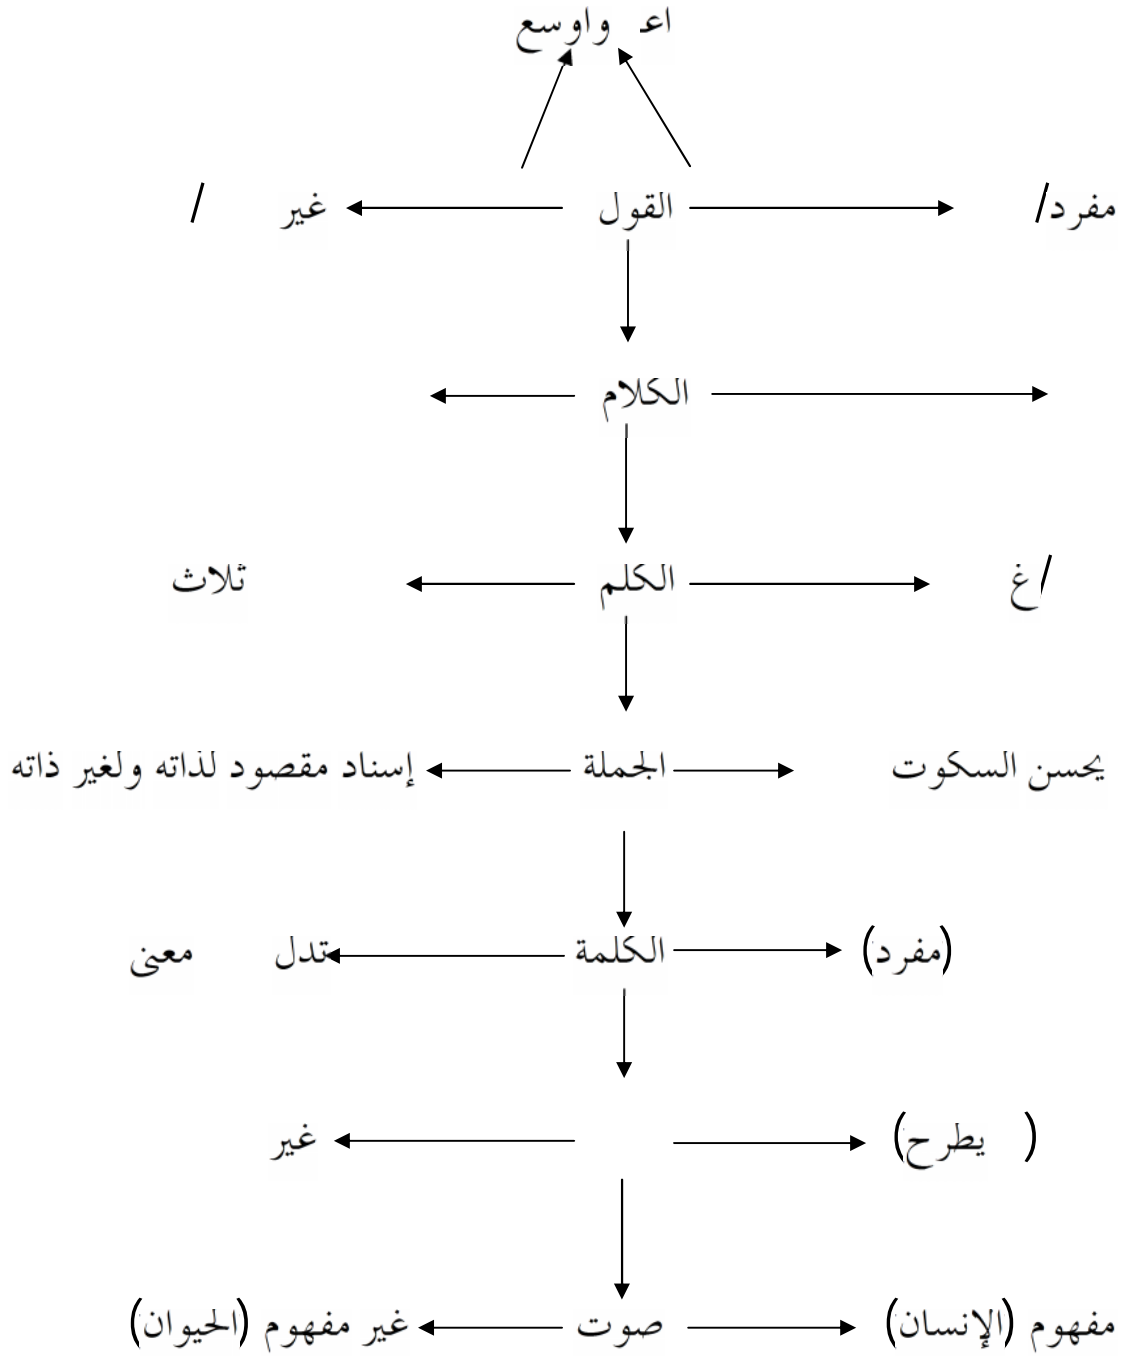 اعـ واوسع
مفرد/ القول غير /
الكلام
/غ الكلم ثلاث
يحسن السكوت الجملة إسناد مقصود لذاته ولغير ذاته
(مفرد) الكلمة تدل معنى
( يطرح) غير
مفهوم (الإنسان) صوت غير مفهوم (الحيوان)